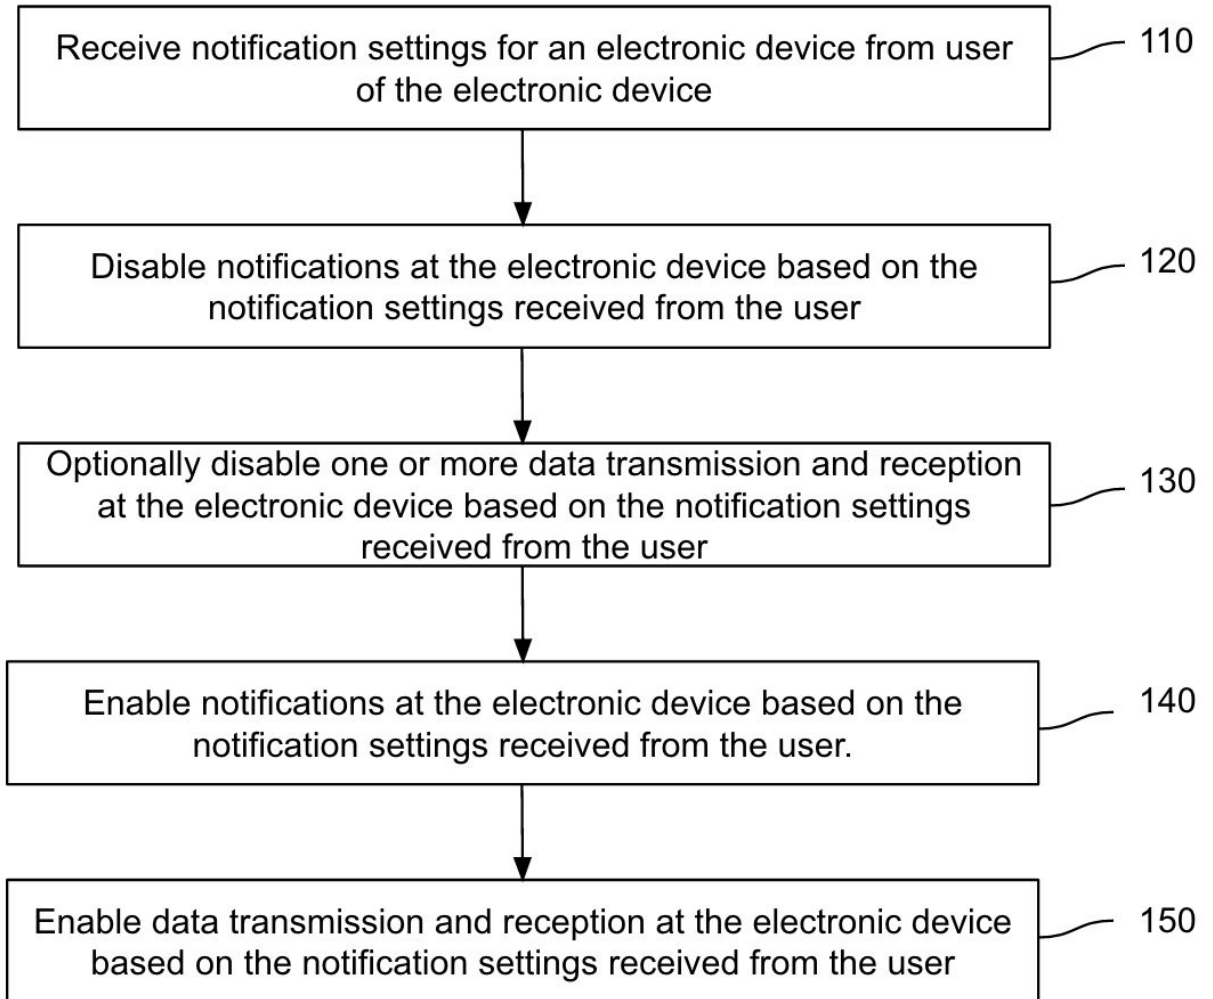 Receive notification settings for an electronic device from user
of the electronic device
110
Disable notifications at the electronic device based on the
notification settings received from the user
120
Optionally disable one or more data transmission and reception
at the electronic device based on the notification settings
received from the user
130
Enable notifications at the electronic device based on the
notification settings received from the user.
140
Enable data transmission and reception at the electronic device
based on the notification settings received from the user
150